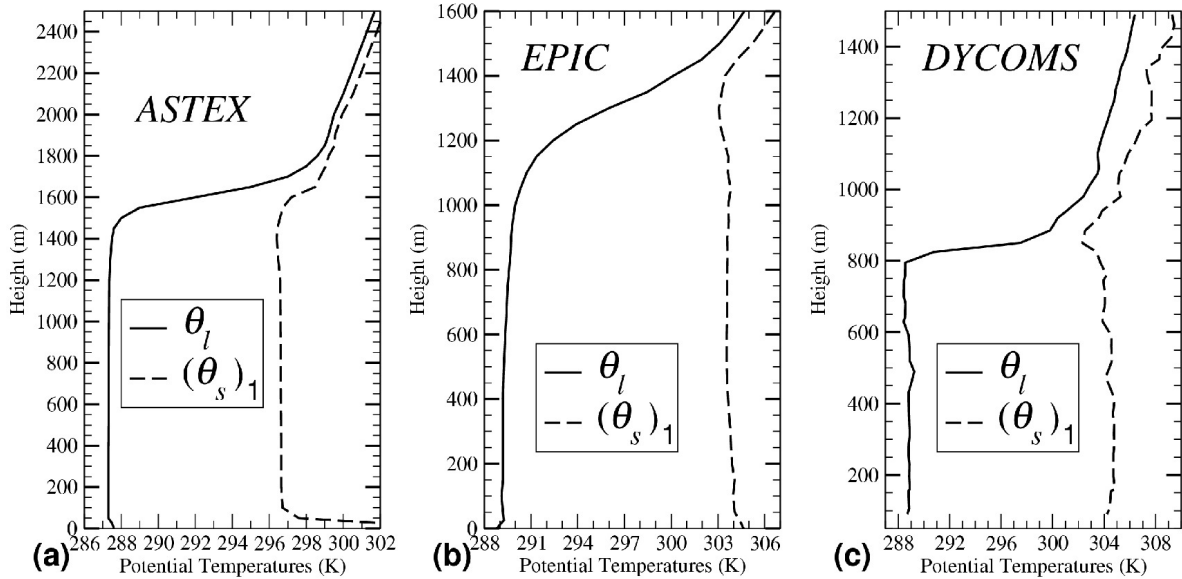 ASTEX
2400
2200
2000
1800
1600
1400
1200
1000
800
600
400
200
0
Height (m)
θl
(θs)1
286 288 290 292 294 296 298 300 302
Potential Temperatures (K)
(a)
EPIC
1600
1400
1200
1000
800
600
400
200
0
Height (m)
θl
(θs)1
288 291 294 297 300 303 306
Potential Temperatures (K)
(b)
DYCOMS
1400
1200
1000
800
600
400
200
0
Height (m)
θl
(θs)1
288 292 296 300 304 308
Potential Temperatures (K)
(c)